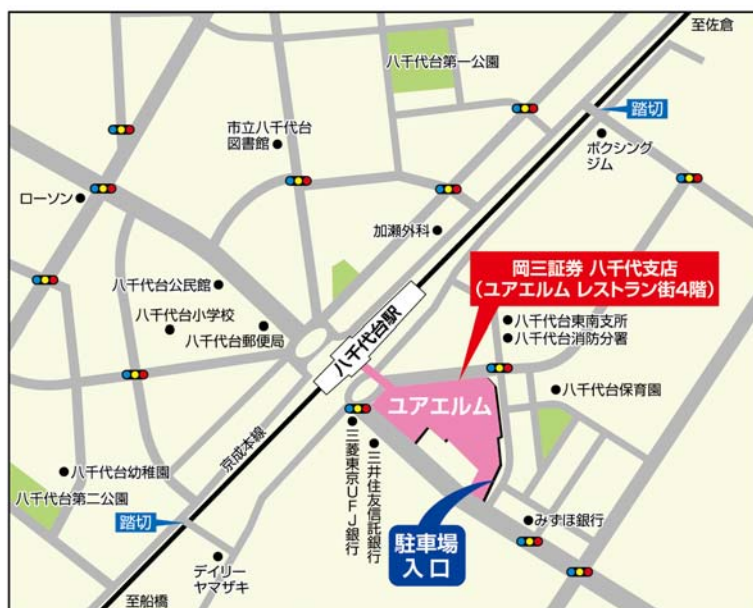 至佐倉
八千代台第一公園
踏切
市立八千代台
図書館
ボクシング
ジム
ローソン
加瀬外科
岡三証券 八千代支店
(ユアエルム レストラン街4階)
八千代台公民館
八千代台小学校
八千代台郵便局
八千代台駅
八千代台東南支所
八千代台消防分署
ユアエルム
八千代台保育園
京成本線
三菱東京UFJ銀行
三井住友信託銀行
八千代台幼稚園
八千代台第二公園
踏切
駐車場
入口
みずほ銀行
デイリー
ヤマザキ
至船橋